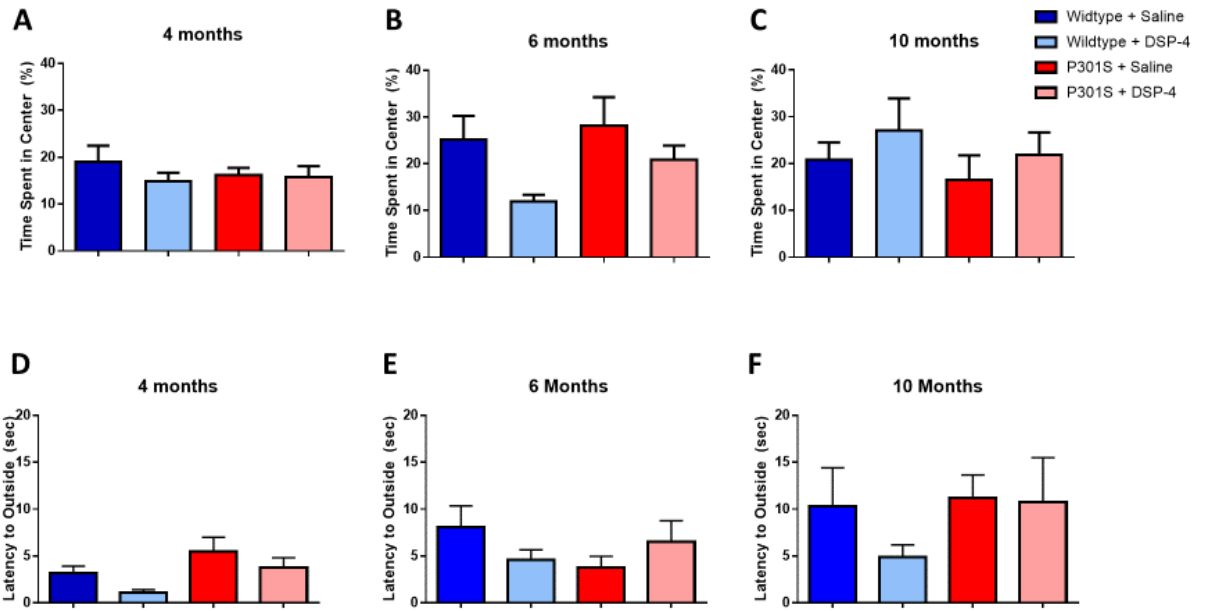 A
4 months
Time Spent in Center (%)
40
30
20
10
0
B
6 months
Time Spent in Center (%)
40
30
20
10
0
C
10 months
Time Spent in Center (%)
40
30
20
10
0
Widtype + Saline
Wildtype + DSP-4
P301S + Saline
P301S + DSP-4
D
4 months
Latency to Outside (sec)
20
15
10
5
0
E
6 Months
Latency to Outside (sec)
20
15
10
5
0
F
10 Months
Latency to Outside (sec)
20
15
10
5
0